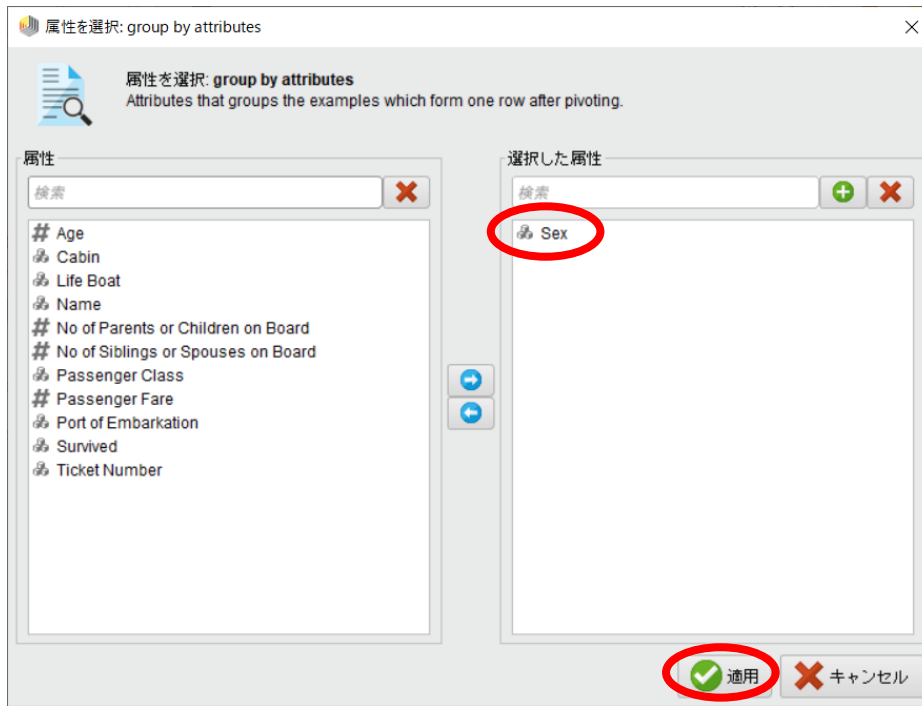 属性を選択: group by attributes
属性を選択: group by attributes
Attributes that groups the examples which form one row after pivoting.
属性
検索
Age
Cabin
Life Boat
Name
No of Parents or Children on Board
No of Siblings or Spouses on Board
Passenger Class
Passenger Fare
Port of Embarkation
Survived
Ticket Number
選択した属性
検索
Sex
適用
キャンセル